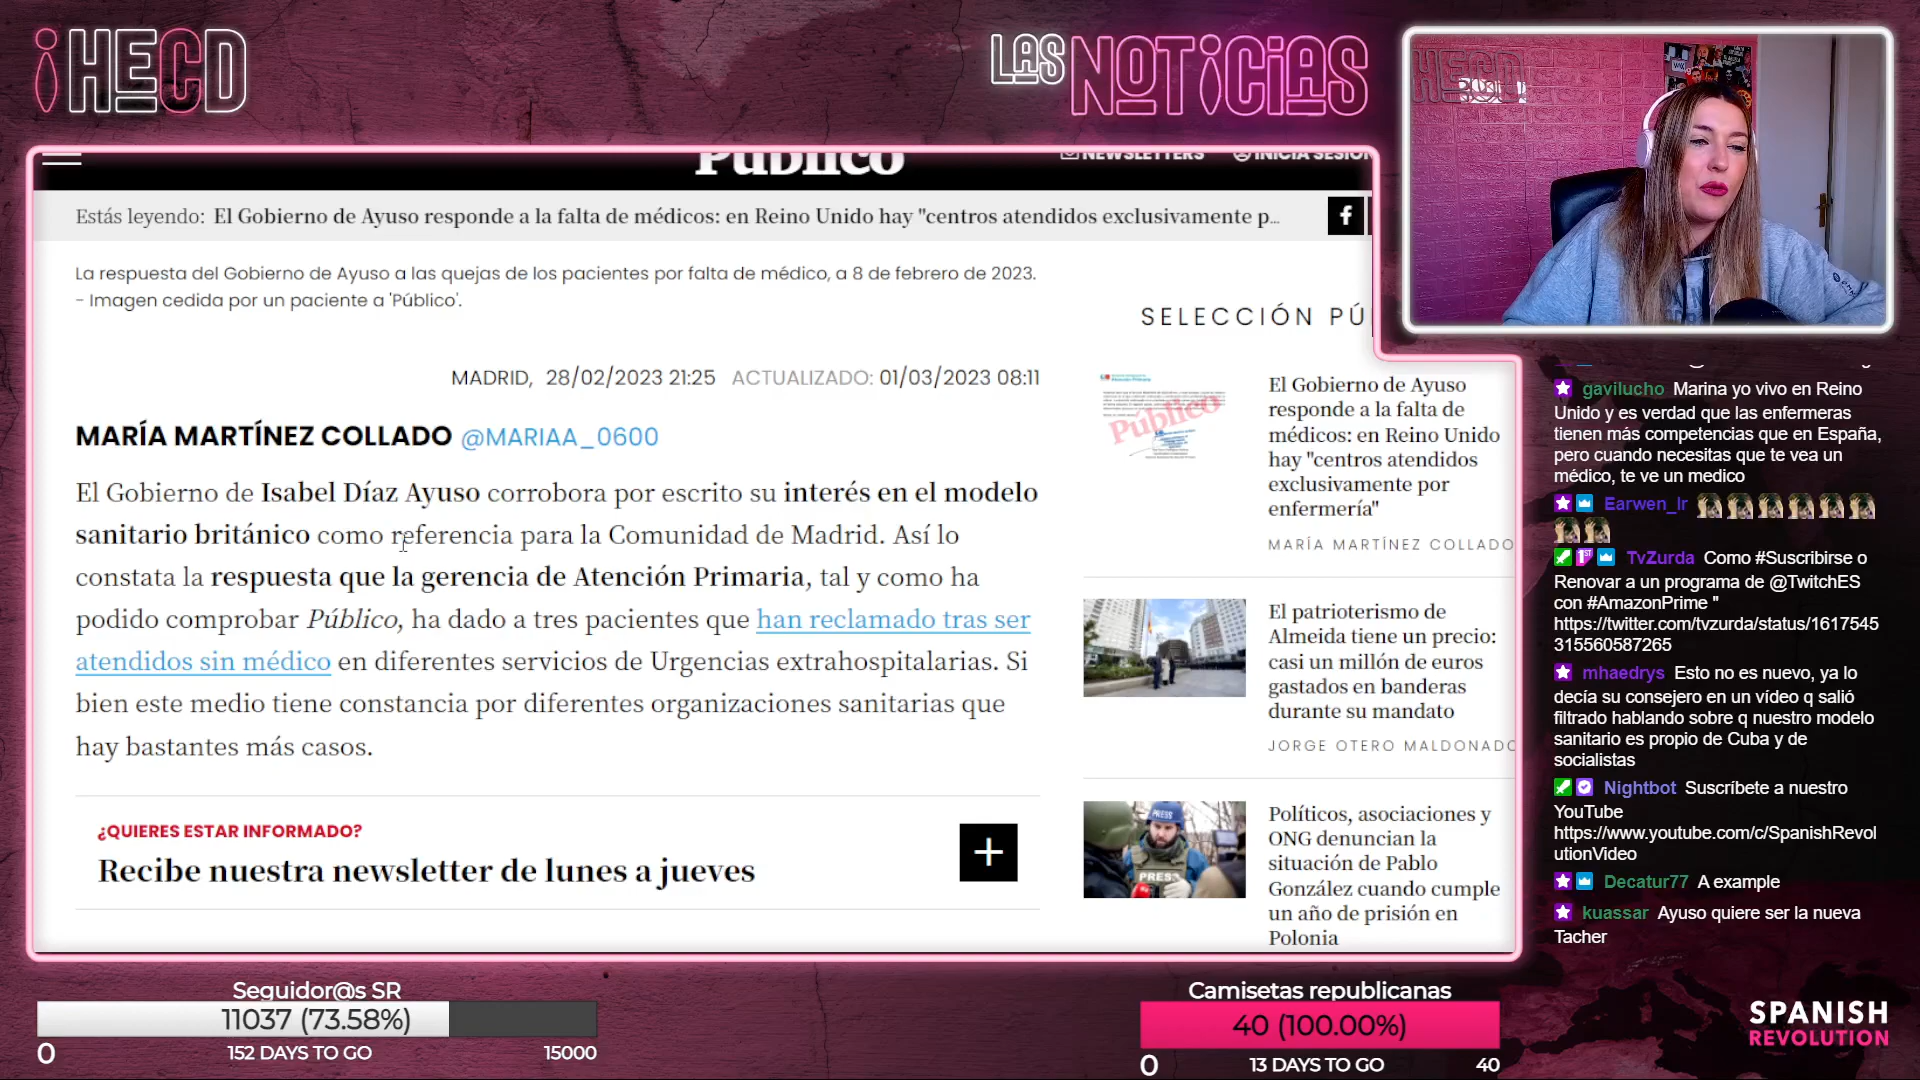 ¡HECD
LAS NOTICIAS
Público
NEWSLETTERS
INICIA SESIÓN
Estás leyendo: El Gobierno de Ayuso responde a la falta de médicos: en Reino Unido hay "centros atendidos exclusivamente p...
La respuesta del Gobierno de Ayuso a las quejas de los pacientes por falta de médico, a 8 de febrero de 2023.
- Imagen cedida por un paciente a 'Público'.
MADRID, 28/02/2023 21:25 ACTUALIZADO: 01/03/2023 08:11
MARÍA MARTÍNEZ COLLADO @MARIAA_0600
El Gobierno de Isabel Díaz Ayuso corrobora por escrito su interés en el modelo
sanitario británico como referencia para la Comunidad de Madrid. Así lo
constata la respuesta que la gerencia de Atención Primaria, tal y como ha
podido comprobar Público, ha dado a tres pacientes que han reclamado tras ser
atendidos sin médico en diferentes servicios de Urgencias extrahospitalarias. Si
bien este medio tiene constancia por diferentes organizaciones sanitarias que
hay bastantes más casos.
¿QUIERES ESTAR INFORMADO?
Recibe nuestra newsletter de lunes a jueves
+
SELECCIÓN PÚ
Público
El Gobierno de Ayuso
responde a la falta de
médicos: en Reino Unido
hay "centros atendidos
exclusivamente por
enfermería"
MARÍA MARTÍNEZ COLLADO
El patrioterismo de
Almeida tiene un precio:
casi un millón de euros
gastados en banderas
durante su mandato
JORGE OTERO MALDONADO
PRESS
PRESS
Políticos, asociaciones y
ONG denuncian la
situación de Pablo
González cuando cumple
un año de prisión en
Polonia
HECD
gavilucho Marina yo vivo en Reino
Unido y es verdad que las enfermeras
tienen más competencias que en España,
pero cuando necesitas que te vea un
médico, te ve un medico
Earwen_lr
TvZurda Como #Suscribirse o
Renovar a un programa de @TwitchES
con #AmazonPrime "
https://twitter.com/tvzurda/status/1617545
315560587265
mhaedrys Esto no es nuevo, ya lo
decía su consejero en un vídeo q salió
filtrado hablando sobre q nuestro modelo
sanitario es propio de Cuba y de
socialistas
Nightbot Suscríbete a nuestro
YouTube
https://www.youtube.com/c/SpanishRevol
utionVideo
Decatur77 A example
kuassar Ayuso quiere ser la nueva
Tacher
Seguidor@s SR
11037 (73.58%)
0 152 DAYS TO GO 15000
Camisetas republicanas
40 (100.00%)
0 13 DAYS TO GO 40
SPANISH
REVOLUTION